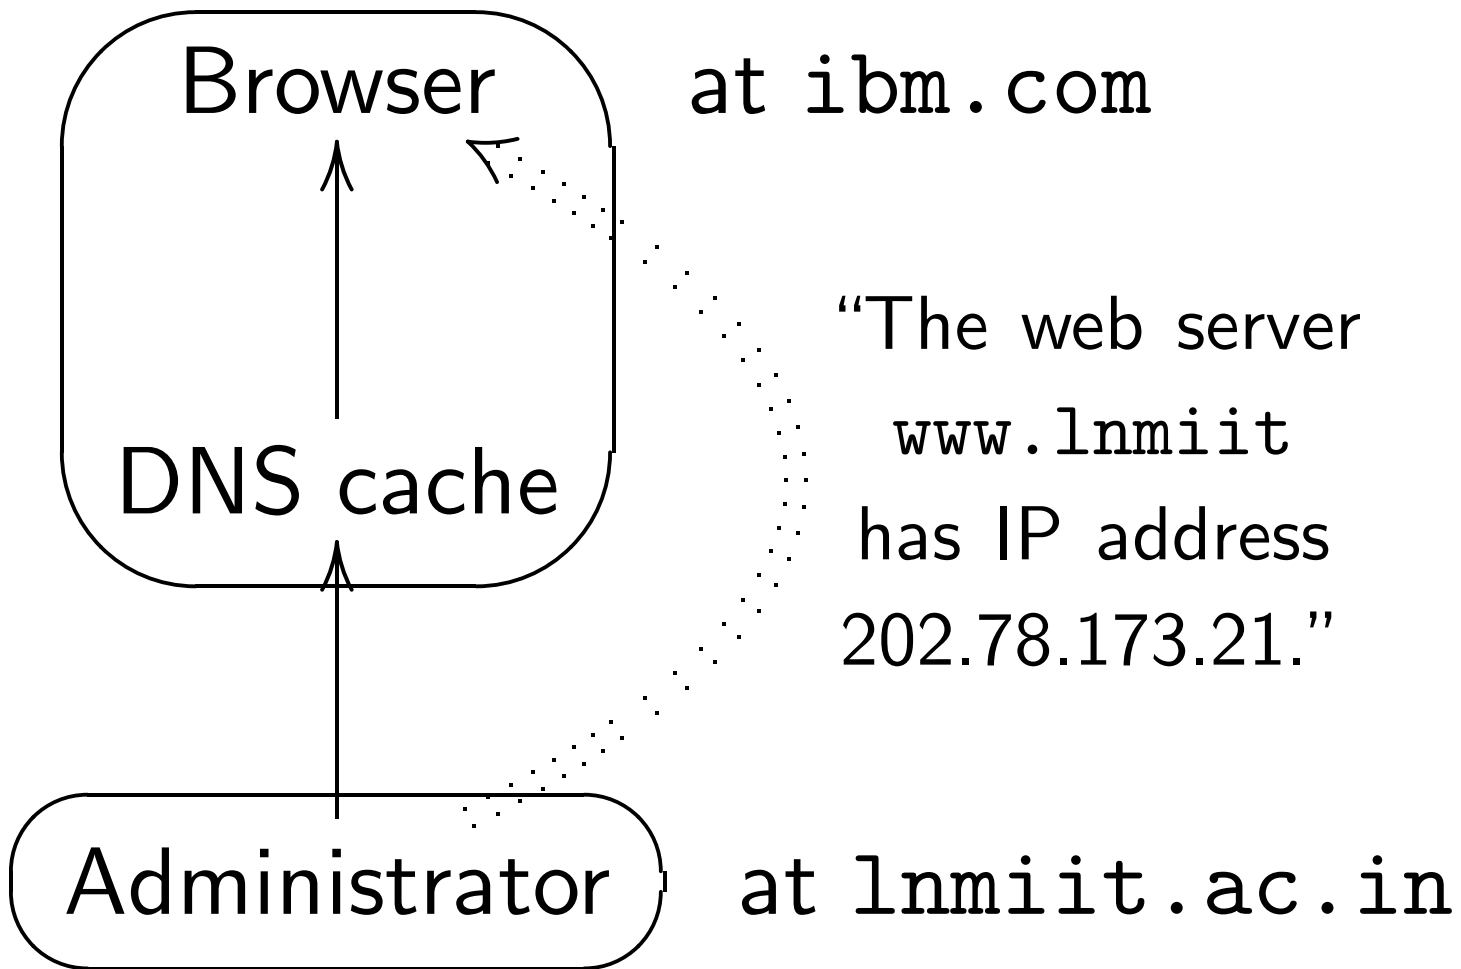 Browser at ibm.com
“The web server
www.lnmiit
has IP address
DNS cache
202.78.173.21.”
Administrator at lnmiit.ac.in